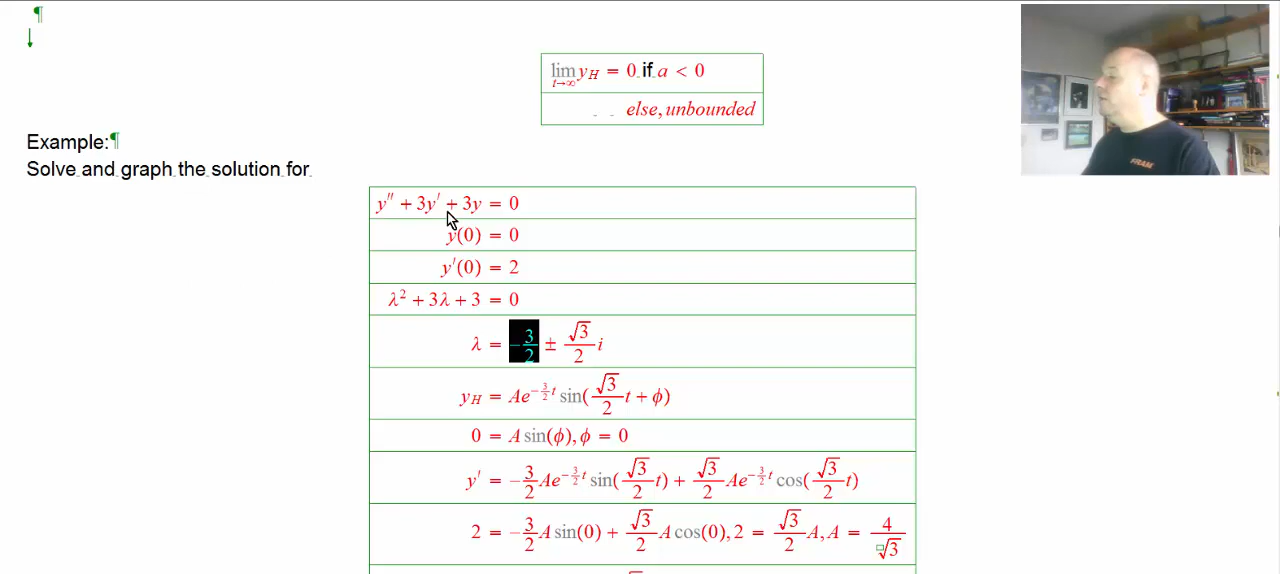 lim t→∞ y_H = 0 if a < 0
else, unbounded
Example:
Solve and graph the solution for
y'' + 3y' + 3y = 0
y(0) = 0
y'(0) = 2
λ² + 3λ + 3 = 0
λ = -3/2 ± √3/2 i
y_H = Ae^(-3/2 t) sin(√3/2 t + ϕ)
0 = A sin(ϕ), ϕ = 0
y' = -3/2 Ae^(-3/2 t) sin(√3/2 t) + √3/2 Ae^(-3/2 t) cos(√3/2 t)
2 = -3/2 A sin(0) + √3/2 A cos(0), 2 = √3/2 A, A = 4/√3